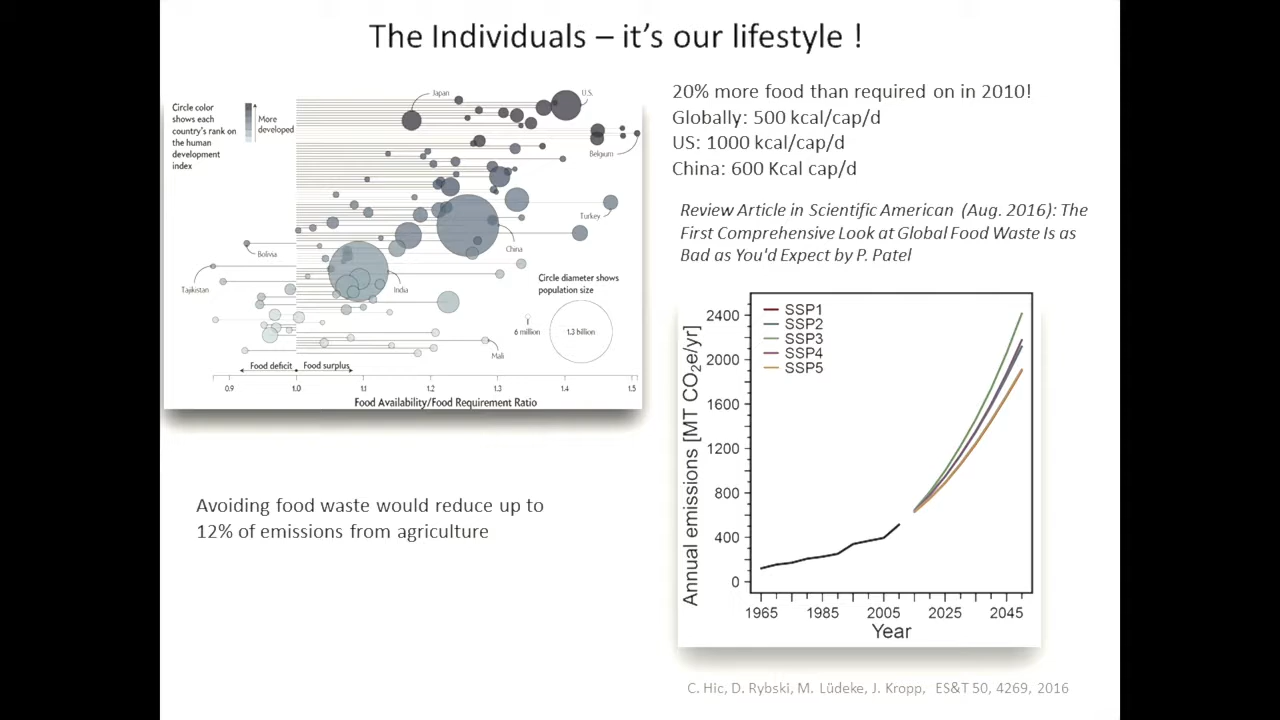 The Individuals – it's our lifestyle !
Circle color
shows each
country's rank on
the human
development
index
More
developed
Japan
U.S.
Belgium
Turkey
China
Bolivia
Tajikistan
India
Mali
Circle diameter shows
population size
6 million
1.3 billion
Food deficit
Food surplus
0.9
1.0
1.1
1.2
1.3
1.4
1.5
Food Availability/Food Requirement Ratio
20% more food than required on in 2010!
Globally: 500 kcal/cap/d
US: 1000 kcal/cap/d
China: 600 Kcal cap/d
Review Article in Scientific American (Aug. 2016): The
First Comprehensive Look at Global Food Waste Is as
Bad as You'd Expect by P. Patel
Avoiding food waste would reduce up to
12% of emissions from agriculture
SSP1
SSP2
SSP3
SSP4
SSP5
Annual emissions [MT CO₂e/yr]
2400
2000
1600
1200
800
400
0
1965
1985
2005
2025
2045
Year
C. Hic, D. Rybski, M. Lüdeke, J. Kropp, ES&T 50, 4269, 2016